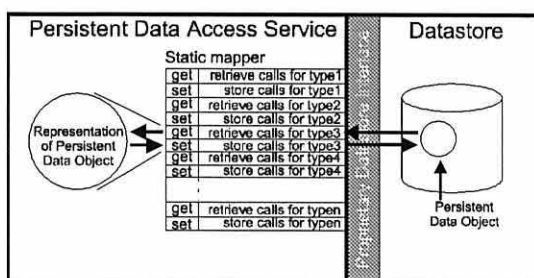 Persistent Data Access Service
Datastore
Static mapper
get retrieve calls for type1
set store calls for type1
get retrieve calls for type2
set store calls for type2
get retrieve calls for type3
set store calls for type3
get retrieve calls for type4
set store calls for type4
get retrieve calls for typen
set store calls for typen
Representation
of Persistent
Data Object
Proprietary Datastore Interface
Persistent
Data Object